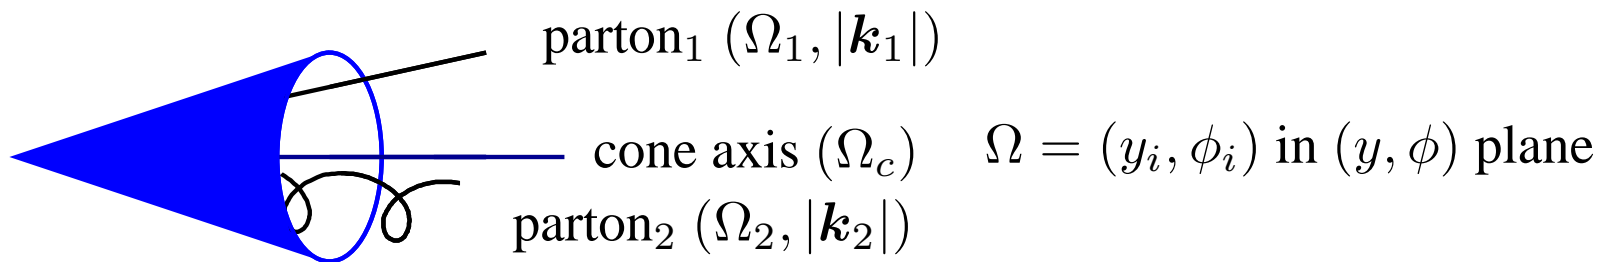 parton₁ (Ω₁, |𝒌₁|)
cone axis (Ω_c) Ω = (y_i, ϕ_i) in (y, ϕ) plane
parton₂ (Ω₂, |𝒌₂|)